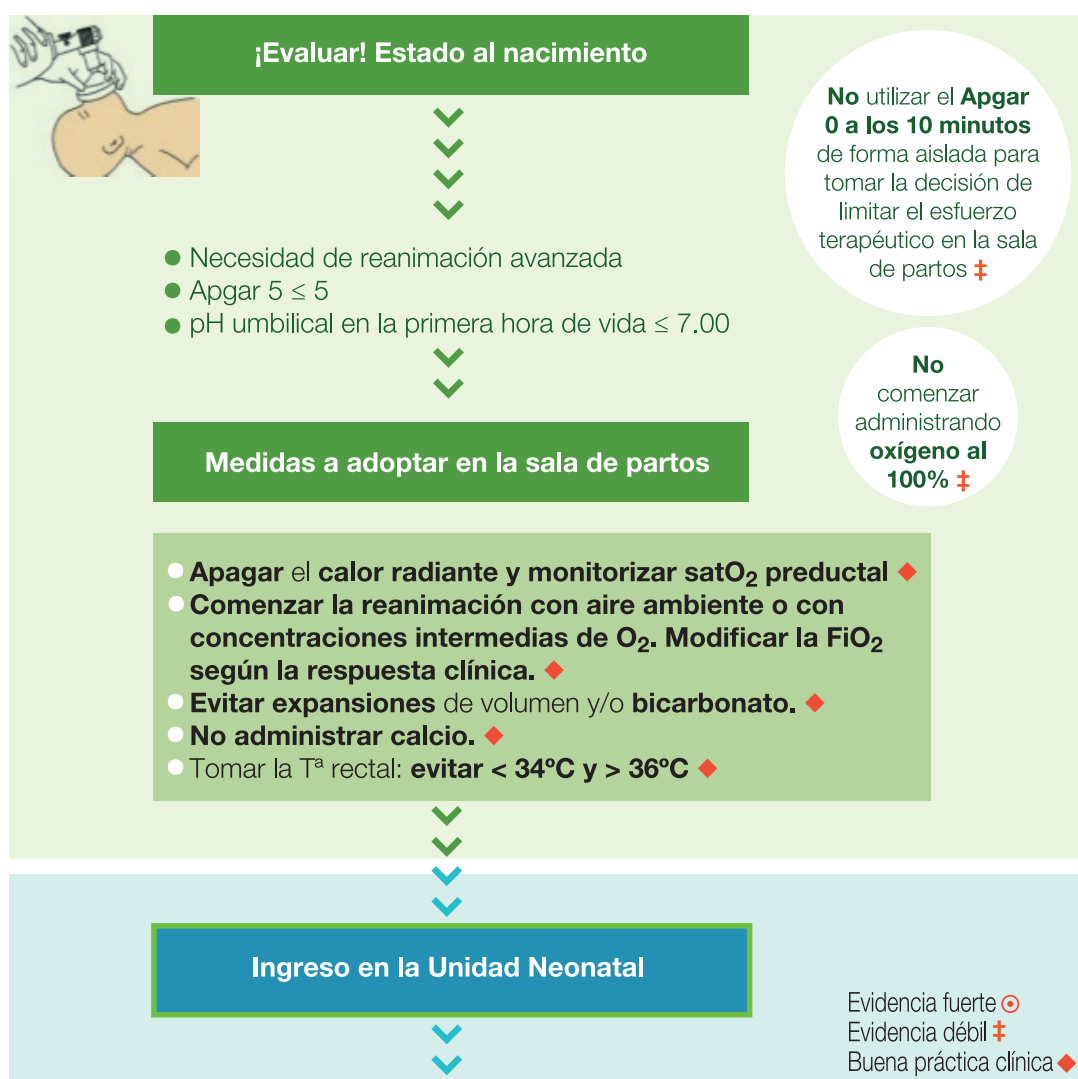 ¡Evaluar! Estado al nacimiento
No utilizar el Apgar
0 a los 10 minutos
de forma aislada para
tomar la decisión de
limitar el esfuerzo
terapéutico en la sala
de partos ‡
● Necesidad de reanimación avanzada
● Apgar 5 ≤ 5
● pH umbilical en la primera hora de vida ≤ 7.00
No
comenzar
administrando
oxígeno al
100% ‡
Medidas a adoptar en la sala de partos
● Apagar el calor radiante y monitorizar satO₂ preductal ◆
● Comenzar la reanimación con aire ambiente o con
concentraciones intermedias de O₂. Modificar la FiO₂
según la respuesta clínica. ◆
● Evitar expansiones de volumen y/o bicarbonato. ◆
● No administrar calcio. ◆
● Tomar la Tª rectal: evitar < 34ºC y > 36ºC ◆
Ingreso en la Unidad Neonatal
Evidencia fuerte ⊙
Evidencia débil ‡
Buena práctica clínica ◆